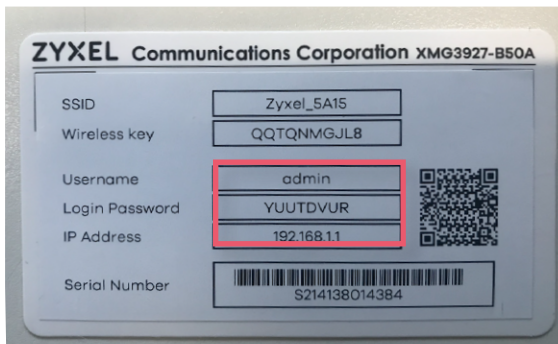 ZYXEL Communications Corporation XMG3927-B50A
SSID Zyxel_5A15
Wireless key QQTQNMGJL8
Username admin
Login Password YUUTDVUR
IP Address 192.168.1.1
Serial Number S214138014384